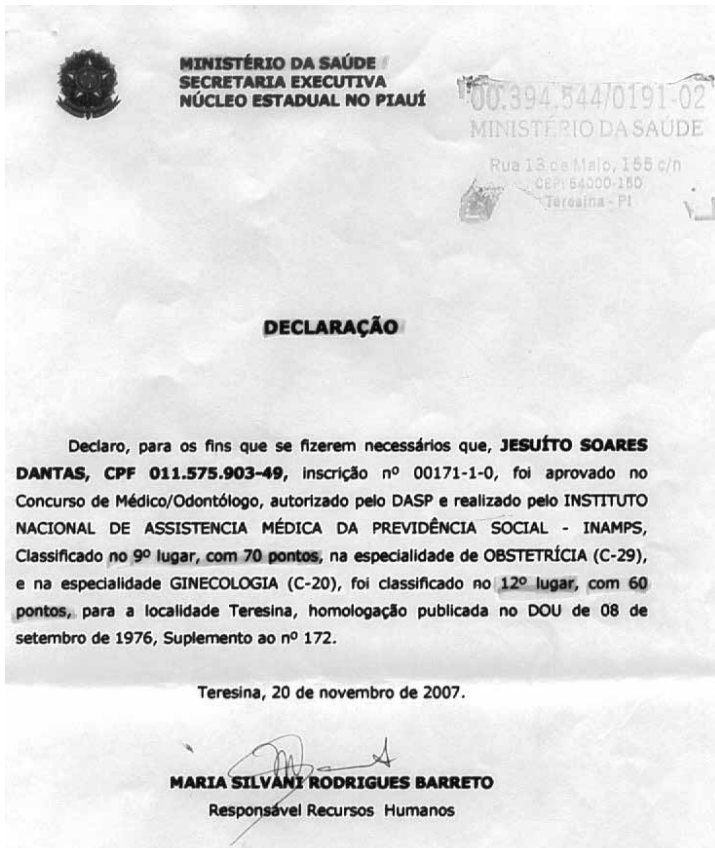 MINISTÉRIO DA SAÚDE
SECRETARIA EXECUTIVA
NÚCLEO ESTADUAL NO PIAUÍ
00.394.544/0191-02
MINISTÉRIO DA SAÚDE
Rua 13 de Maio, 155 c/n
CEP: 64000-150
Teresina - PI
DECLARAÇÃO
Declaro, para os fins que se fizerem necessários que, JESUÍTO SOARES
DANTAS, CPF 011.575.903-49, inscrição nº 00171-1-0, foi aprovado no
Concurso de Médico/Odontólogo, autorizado pelo DASP e realizado pelo INSTITUTO
NACIONAL DE ASSISTENCIA MÉDICA DA PREVIDÊNCIA SOCIAL - INAMPS,
Classificado no 9º lugar, com 70 pontos, na especialidade de OBSTETRÍCIA (C-29),
e na especialidade GINECOLOGIA (C-20), foi classificado no 12º lugar, com 60
pontos, para a localidade Teresina, homologação publicada no DOU de 08 de
setembro de 1976, Suplemento ao nº 172.
Teresina, 20 de novembro de 2007.
MARIA SILVANI RODRIGUES BARRETO
Responsável Recursos Humanos